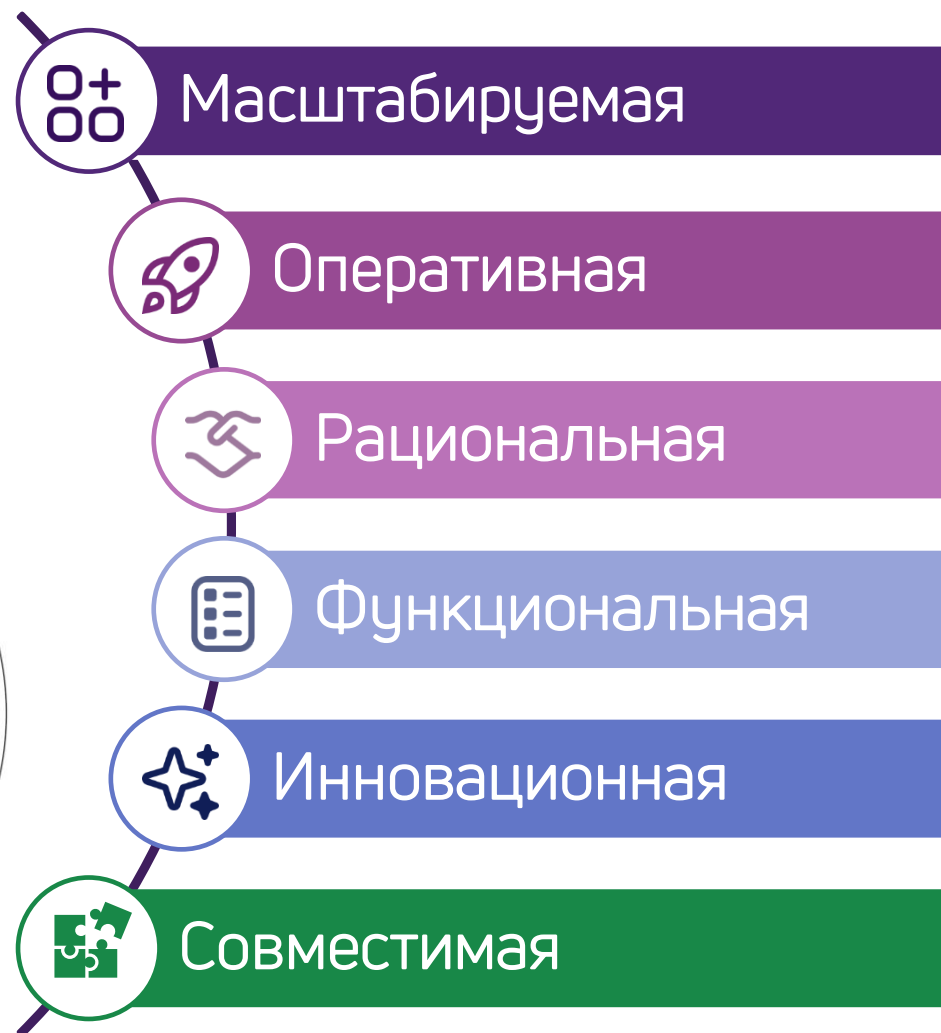 Масштабируемая
Оперативная
Рациональная
Функциональная
Инновационная
Совместимая